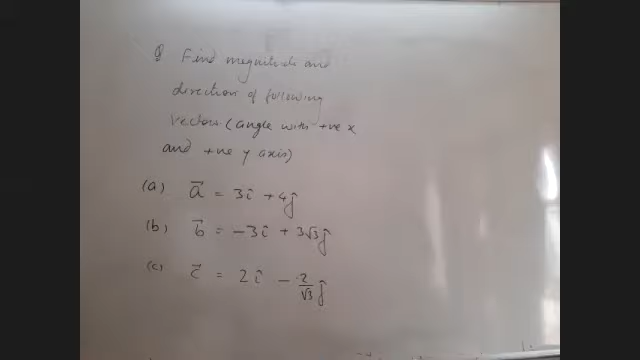 Q Find magnitude and
direction of following
vectors (angle with +ve x
and +ve y axis)
(a) a⃗ = 3î + 4ĵ
(b) b⃗ = -3î + 3√3ĵ
(c) c⃗ = 2î - 2/√3 ĵ